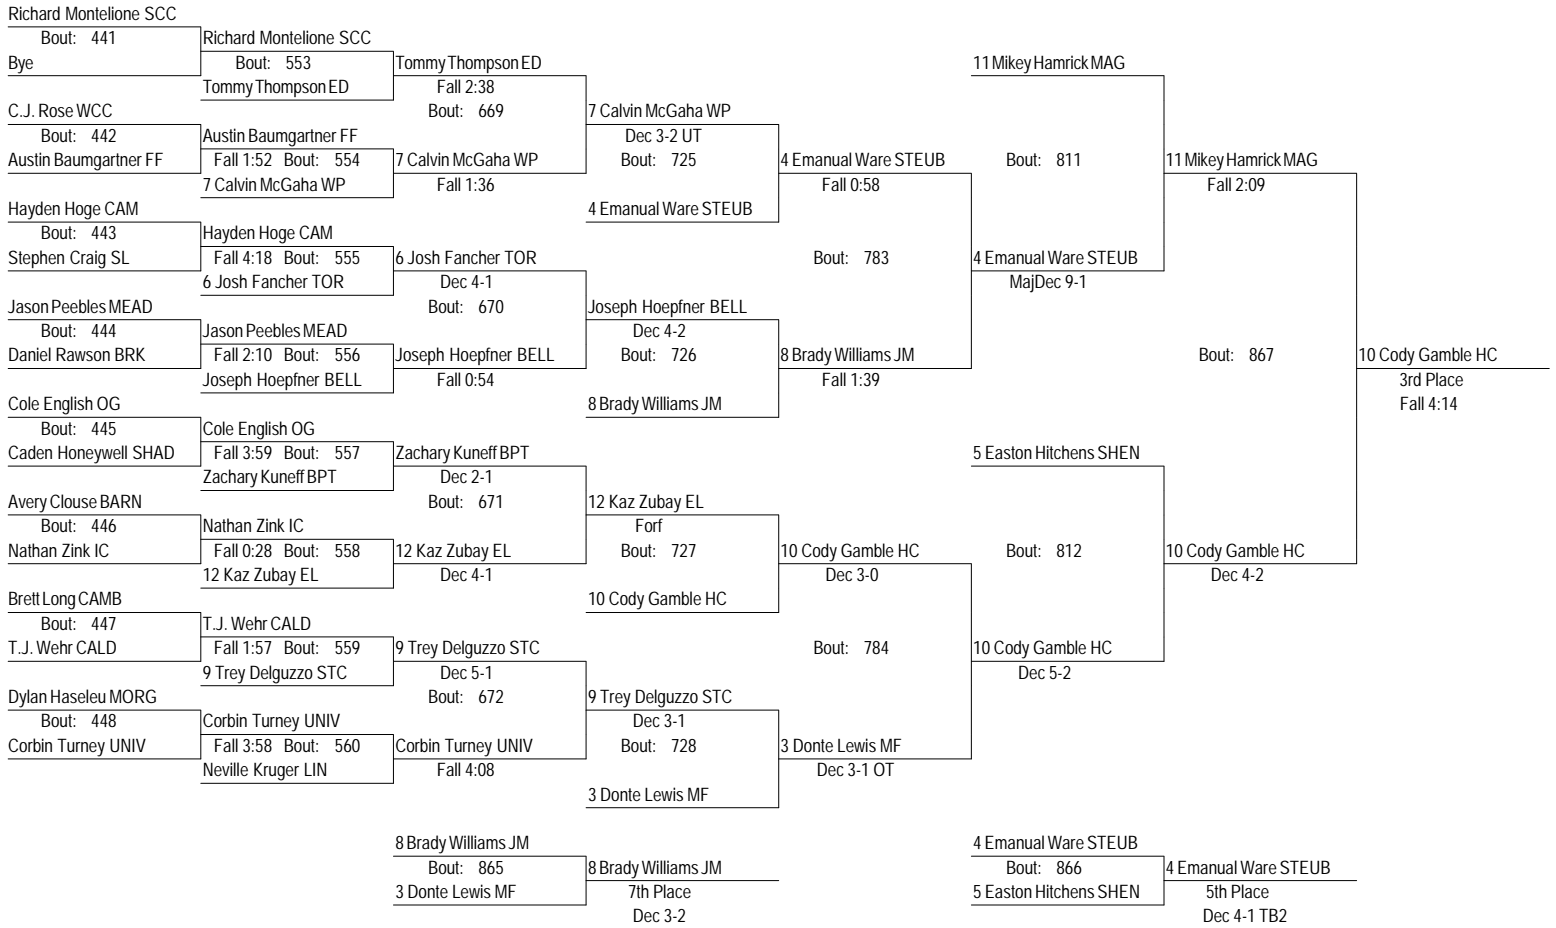 Richard Montelione SCC
Bout: 441
Bye
C.J. Rose WCC
Bout: 442
Austin Baumgartner FF
Hayden Hoge CAM
Bout: 443
Stephen Craig SL
Jason Peebles MEAD
Bout: 444
Daniel Rawson BRK
Cole English OG
Bout: 445
Caden Honeywell SHAD
Avery Clouse BARN
Bout: 446
Nathan Zink IC
Brett Long CAMB
Bout: 447
T.J. Wehr CALD
Dylan Haseleu MORG
Bout: 448
Corbin Turney UNIV
Richard Montelione SCC
Bout: 553
Tommy Thompson ED
Austin Baumgartner FF
Fall 1:52 Bout: 554
7 Calvin McGaha WP
Hayden Hoge CAM
Fall 4:18 Bout: 555
6 Josh Fancher TOR
Jason Peebles MEAD
Fall 2:10 Bout: 556
Joseph Hoepfner BELL
Cole English OG
Fall 3:59 Bout: 557
Zachary Kuneff BPT
Nathan Zink IC
Fall 0:28 Bout: 558
12 Kaz Zubay EL
T.J. Wehr CALD
Fall 1:57 Bout: 559
9 Trey Delguzzo STC
Corbin Turney UNIV
Fall 3:58 Bout: 560
Neville Kruger LIN
Tommy Thompson ED
Fall 2:38
Bout: 669
7 Calvin McGaha WP
Fall 1:36
6 Josh Fancher TOR
Dec 4-1
Bout: 670
Joseph Hoepfner BELL
Fall 0:54
Zachary Kuneff BPT
Dec 2-1
Bout: 671
12 Kaz Zubay EL
Dec 4-1
9 Trey Delguzzo STC
Dec 5-1
Bout: 672
Corbin Turney UNIV
Fall 4:08
7 Calvin McGaha WP
Dec 3-2 UT
Bout: 725
4 Emanual Ware STEUB
Joseph Hoepfner BELL
Dec 4-2
Bout: 726
8 Brady Williams JM
12 Kaz Zubay EL
Forf
Bout: 727
10 Cody Gamble HC
9 Trey Delguzzo STC
Dec 3-1
Bout: 728
3 Donte Lewis MF
4 Emanual Ware STEUB
Fall 0:58
Bout: 783
8 Brady Williams JM
Fall 1:39
10 Cody Gamble HC
Dec 3-0
Bout: 784
3 Donte Lewis MF
Dec 3-1 OT
11 Mikey Hamrick MAG
Bout: 811
4 Emanual Ware STEUB
MajDec 9-1
5 Easton Hitchens SHEN
Bout: 812
10 Cody Gamble HC
Dec 5-2
11 Mikey Hamrick MAG
Fall 2:09
Bout: 867
10 Cody Gamble HC
Dec 4-2
10 Cody Gamble HC
3rd Place
Fall 4:14
8 Brady Williams JM
Bout: 865
3 Donte Lewis MF
8 Brady Williams JM
7th Place
Dec 3-2
4 Emanual Ware STEUB
Bout: 866
5 Easton Hitchens SHEN
4 Emanual Ware STEUB
5th Place
Dec 4-1 TB2